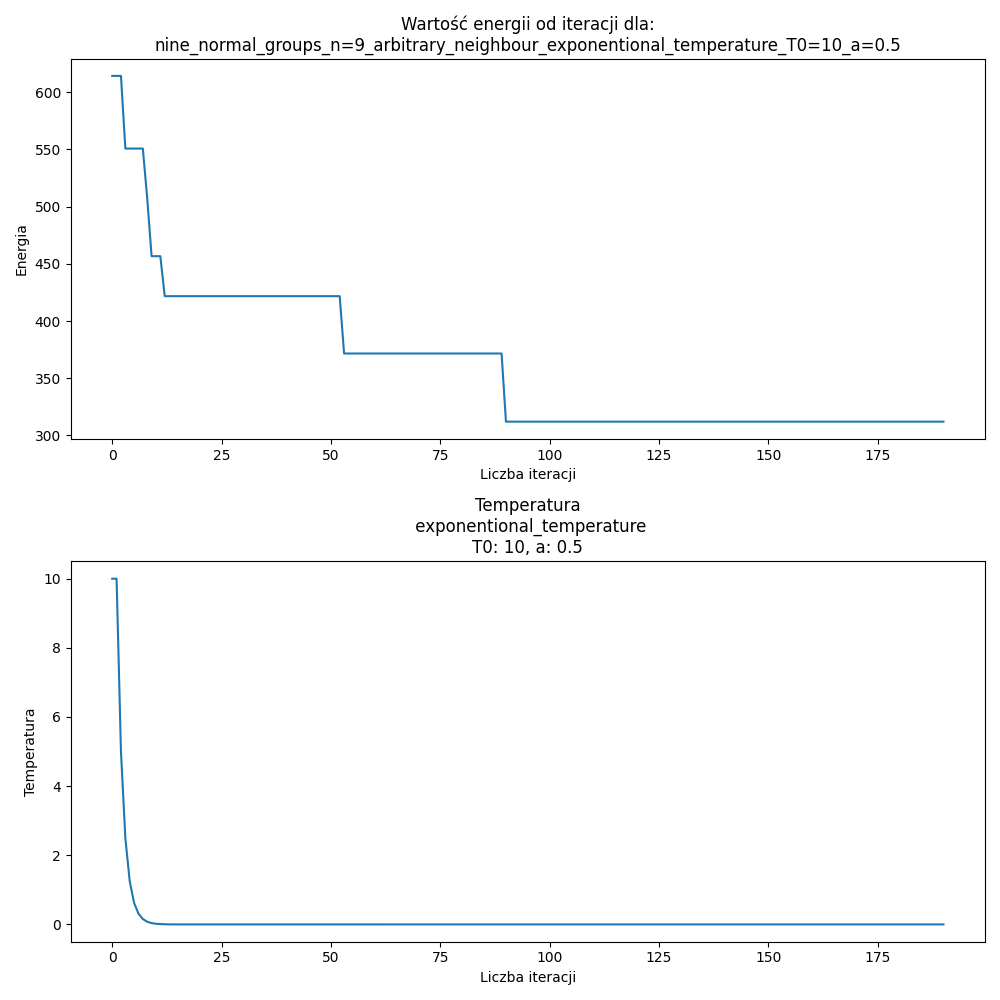 Wartość energii od iteracji dla:
nine_normal_groups_n=9_arbitrary_neighbour_exponentional_temperature_T0=10_a=0.5
600
550
500
450
400
350
300
Energia
0 25 50 75 100 125 150 175
Liczba iteracji
Temperatura
exponentional_temperature
T0: 10, a: 0.5
10
8
6
4
2
0
Temperatura
0 25 50 75 100 125 150 175
Liczba iteracji